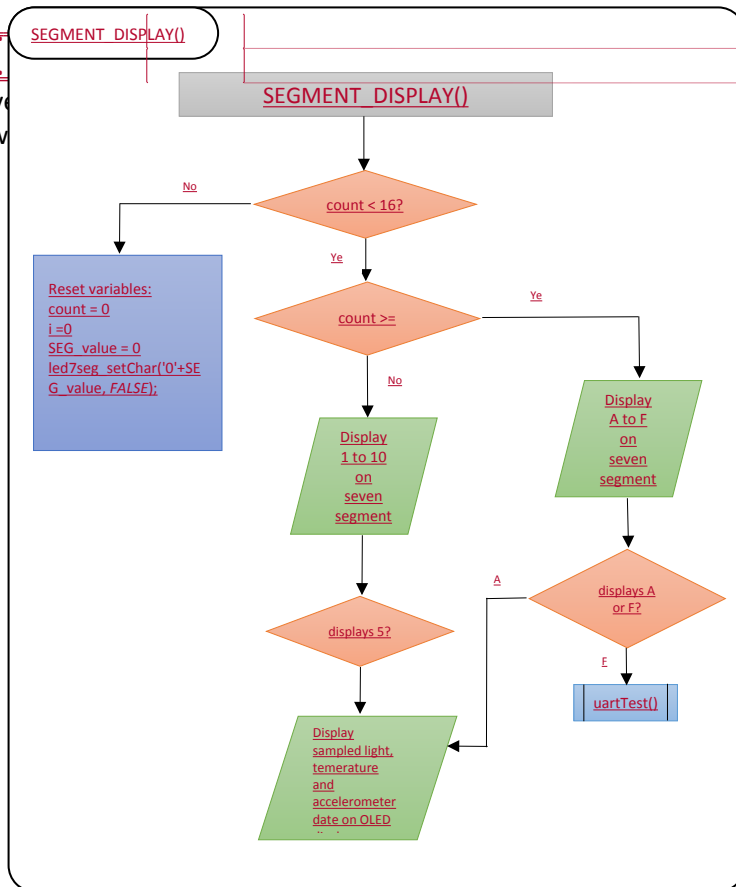 SEGMENT_DISPLAY()
SEGMENT_DISPLAY()
No
count < 16?
Ye
Reset variables:
count = 0
i =0
SEG_value = 0
led7seg_setChar('0'+SE
G_value, FALSE);
count >=
Ye
No
Display
1 to 10
on
seven
segment
Display
A to F
on
seven
segment
A
displays A
or F?
displays 5?
F
uartTest()
Display
sampled light,
temerature
and
accelerometer
date on OLED